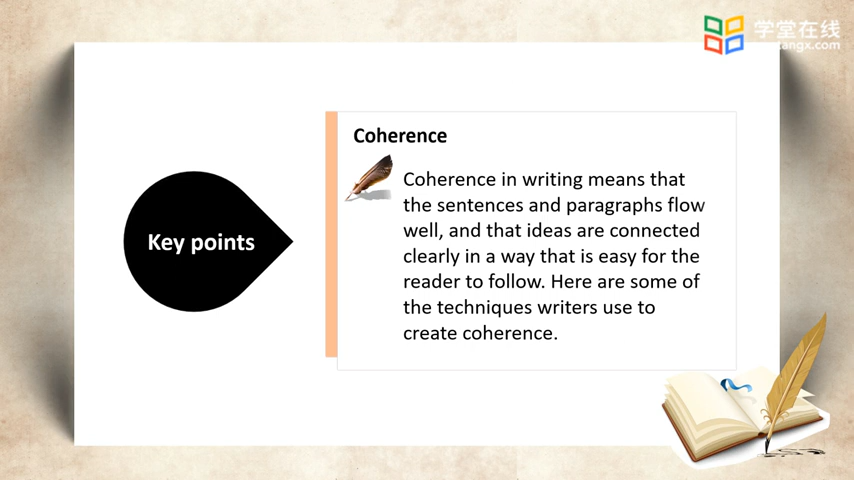 学堂在线
Coherence
Coherence in writing means that
the sentences and paragraphs flow
well, and that ideas are connected
clearly in a way that is easy for the
reader to follow. Here are some of
the techniques writers use to
create coherence.
Key points